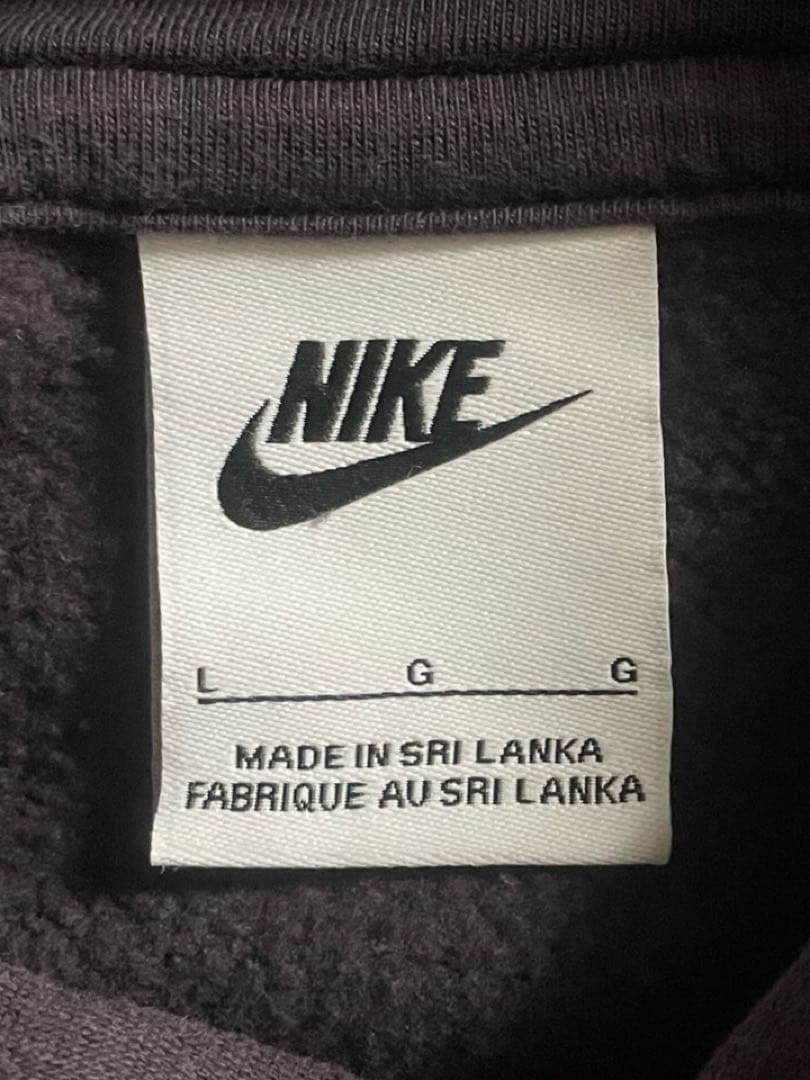 NIKE
L G G
MADE IN SRI LANKA
FABRIQUE AU SRI LANKA